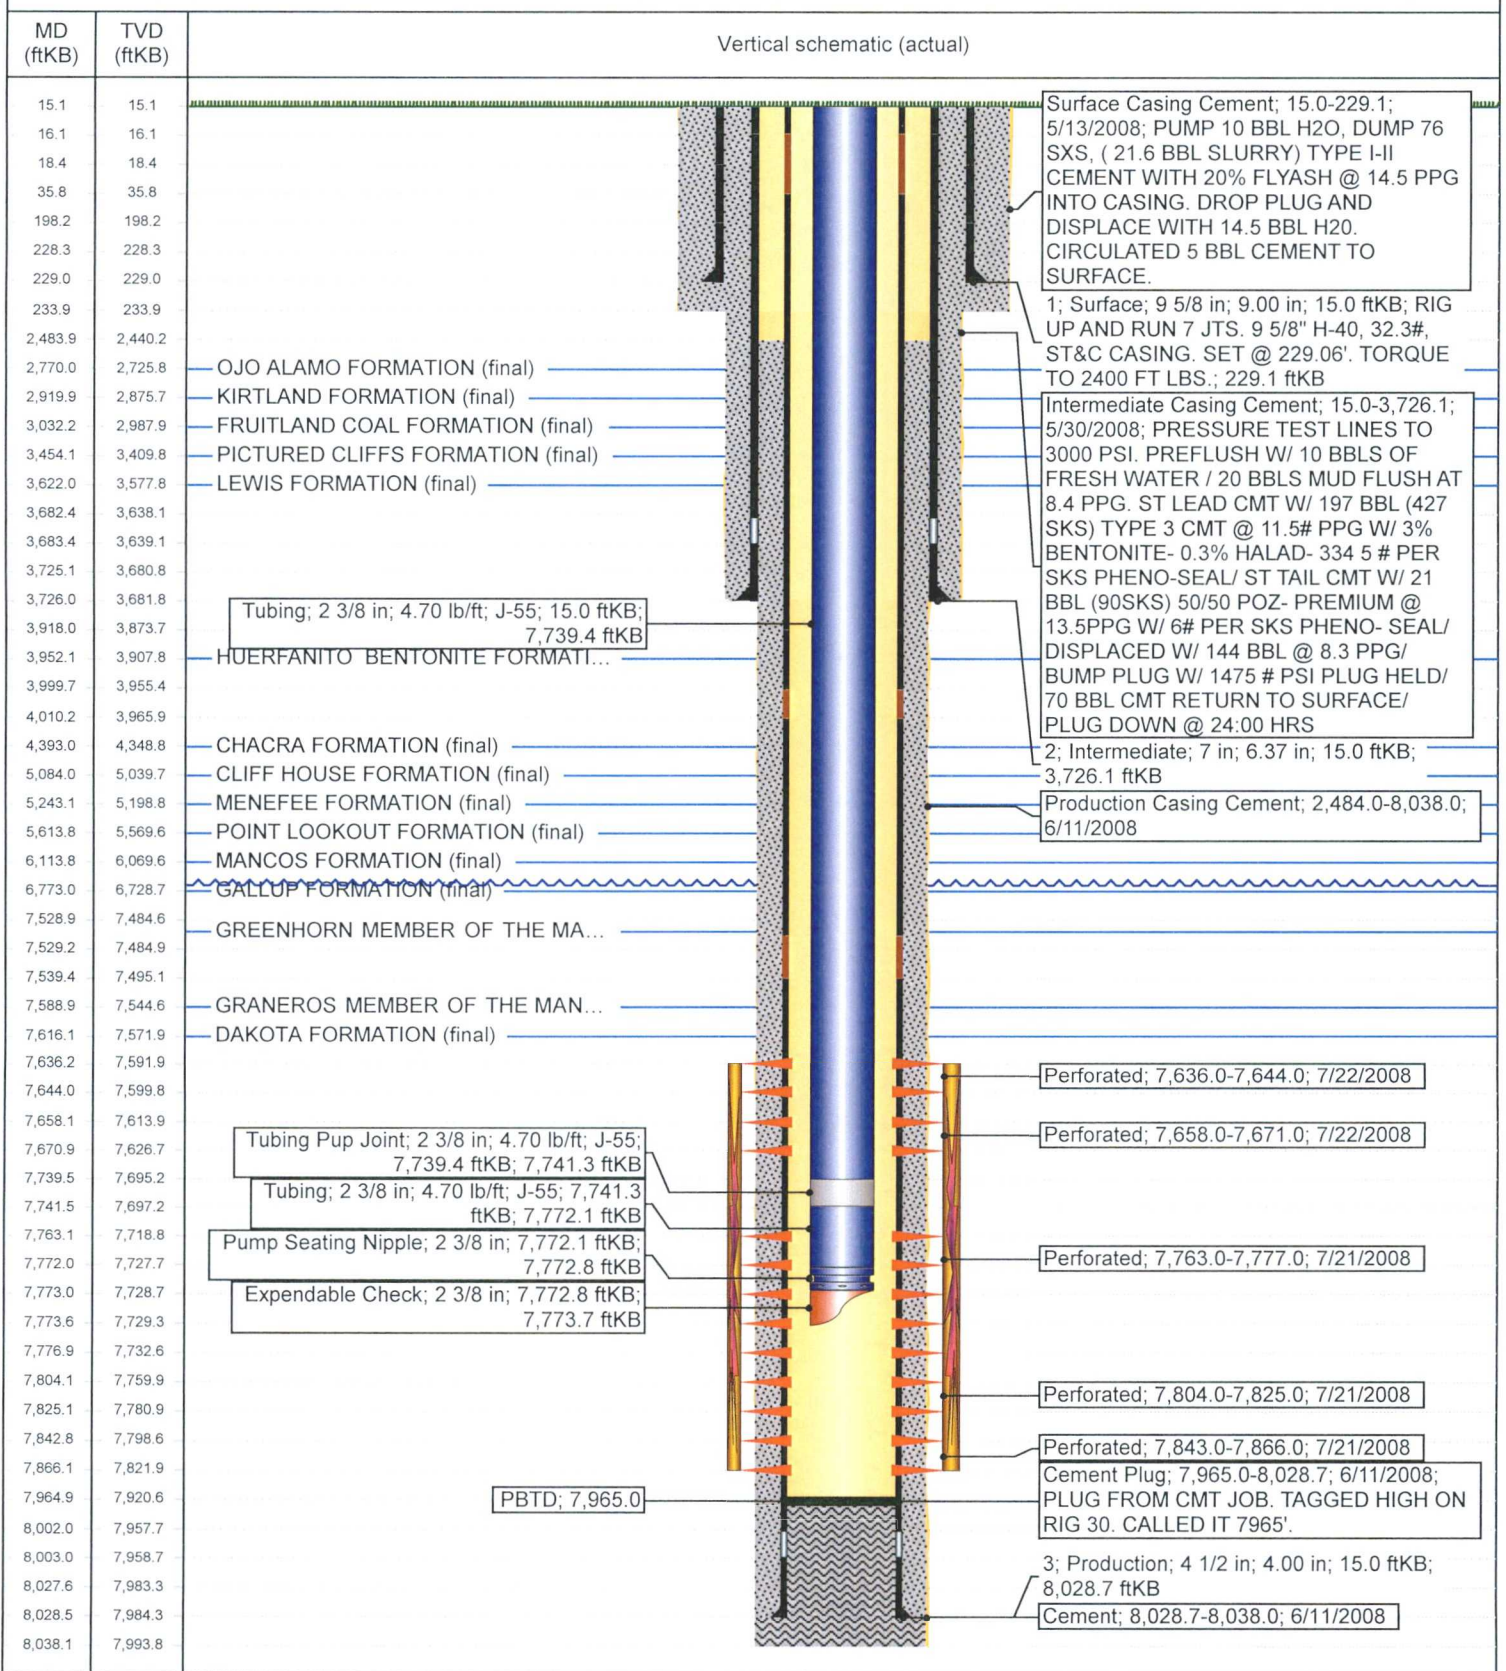 MD
(ftKB)
TVD
(ftKB)
Vertical schematic (actual)
15.1 15.1
16.1 16.1
18.4 18.4
35.8 35.8
198.2 198.2
228.3 228.3
229.0 229.0
233.9 233.9
2,483.9 2,440.2
2,770.0 2,725.8 OJO ALAMO FORMATION (final)
2,919.9 2,875.7 KIRTLAND FORMATION (final)
3,032.2 2,987.9 FRUITLAND COAL FORMATION (final)
3,454.1 3,409.8 PICTURED CLIFFS FORMATION (final)
3,622.0 3,577.8 LEWIS FORMATION (final)
3,682.4 3,638.1
3,683.4 3,639.1
3,725.1 3,680.8
3,726.0 3,681.8
3,918.0 3,873.7
3,952.1 3,907.8 HUERFANITO BENTONITE FORMATI...
3,999.7 3,955.4
4,010.2 3,965.9
4,393.0 4,348.8 CHACRA FORMATION (final)
5,084.0 5,039.7 CLIFF HOUSE FORMATION (final)
5,243.1 5,198.8 MENEFEE FORMATION (final)
5,613.8 5,569.6 POINT LOOKOUT FORMATION (final)
6,113.8 6,069.6 MANCOS FORMATION (final)
6,773.0 6,728.7 GALLUP FORMATION (final)
7,528.9 7,484.6
GREENHORN MEMBER OF THE MA...
7,529.2 7,484.9
7,539.4 7,495.1
7,588.9 7,544.6 GRANEROS MEMBER OF THE MAN...
7,616.1 7,571.9 DAKOTA FORMATION (final)
7,636.2 7,591.9
7,644.0 7,599.8
7,658.1 7,613.9
7,670.9 7,626.7
7,739.5 7,695.2
7,741.5 7,697.2
7,763.1 7,718.8
7,772.0 7,727.7
7,773.0 7,728.7
7,773.6 7,729.3
7,776.9 7,732.6
7,804.1 7,759.9
7,825.1 7,780.9
7,842.8 7,798.6
7,866.1 7,821.9
7,964.9 7,920.6
8,002.0 7,957.7
8,003.0 7,958.7
8,027.6 7,983.3
8,028.5 7,984.3
8,038.1 7,993.8
Tubing; 2 3/8 in; 4.70 lb/ft; J-55; 15.0 ftKB;
7,739.4 ftKB
Tubing Pup Joint; 2 3/8 in; 4.70 lb/ft; J-55;
7,739.4 ftKB; 7,741.3 ftKB
Tubing; 2 3/8 in; 4.70 lb/ft; J-55; 7,741.3
ftKB; 7,772.1 ftKB
Pump Seating Nipple; 2 3/8 in; 7,772.1 ftKB;
7,772.8 ftKB
Expendable Check; 2 3/8 in; 7,772.8 ftKB;
7,773.7 ftKB
PBTD; 7,965.0
Surface Casing Cement; 15.0-229.1;
5/13/2008; PUMP 10 BBL H2O, DUMP 76
SXS, ( 21.6 BBL SLURRY) TYPE I-II
CEMENT WITH 20% FLYASH @ 14.5 PPG
INTO CASING. DROP PLUG AND
DISPLACE WITH 14.5 BBL H20.
CIRCULATED 5 BBL CEMENT TO
SURFACE.
1; Surface; 9 5/8 in; 9.00 in; 15.0 ftKB; RIG
UP AND RUN 7 JTS. 9 5/8" H-40, 32.3#,
ST&C CASING. SET @ 229.06'. TORQUE
TO 2400 FT LBS.; 229.1 ftKB
Intermediate Casing Cement; 15.0-3,726.1;
5/30/2008; PRESSURE TEST LINES TO
3000 PSI. PREFLUSH W/ 10 BBLS OF
FRESH WATER / 20 BBLS MUD FLUSH AT
8.4 PPG. ST LEAD CMT W/ 197 BBL (427
SKS) TYPE 3 CMT @ 11.5# PPG W/ 3%
BENTONITE- 0.3% HALAD- 334 5 # PER
SKS PHENO-SEAL/ ST TAIL CMT W/ 21
BBL (90SKS) 50/50 POZ- PREMIUM @
13.5PPG W/ 6# PER SKS PHENO- SEAL/
DISPLACED W/ 144 BBL @ 8.3 PPG/
BUMP PLUG W/ 1475 # PSI PLUG HELD/
70 BBL CMT RETURN TO SURFACE/
PLUG DOWN @ 24:00 HRS
2; Intermediate; 7 in; 6.37 in; 15.0 ftKB;
3,726.1 ftKB
Production Casing Cement; 2,484.0-8,038.0;
6/11/2008
Perforated; 7,636.0-7,644.0; 7/22/2008
Perforated; 7,658.0-7,671.0; 7/22/2008
Perforated; 7,763.0-7,777.0; 7/21/2008
Perforated; 7,804.0-7,825.0; 7/21/2008
Perforated; 7,843.0-7,866.0; 7/21/2008
Cement Plug; 7,965.0-8,028.7; 6/11/2008;
PLUG FROM CMT JOB. TAGGED HIGH ON
RIG 30. CALLED IT 7965'.
3; Production; 4 1/2 in; 4.00 in; 15.0 ftKB;
8,028.7 ftKB
Cement; 8,028.7-8,038.0; 6/11/2008